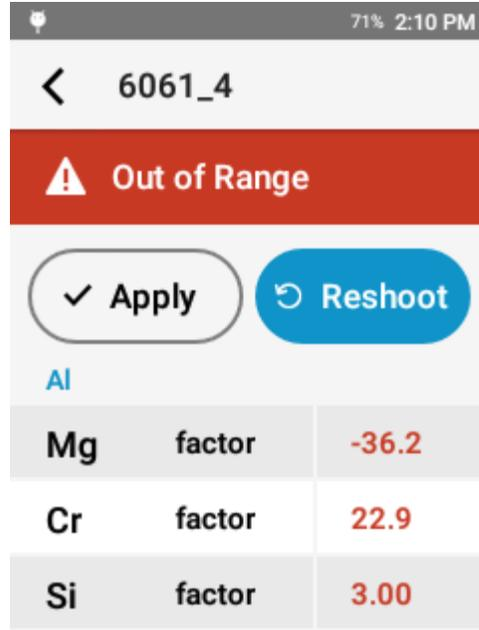 71% 2:10 PM
6061_4
Out of Range
Apply Reshoot
Al
Mg factor -36.2
Cr factor 22.9
Si factor 3.00